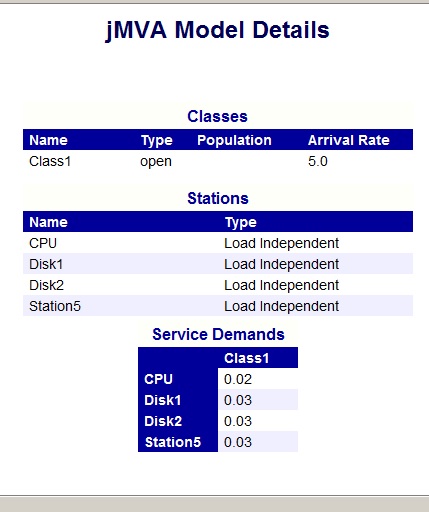 jMVA Model Details
Classes
Name Type Population Arrival Rate
Class1 open 5.0
Stations
Name Type
CPU Load Independent
Disk1 Load Independent
Disk2 Load Independent
Station5 Load Independent
Service Demands
Class1
CPU 0.02
Disk1 0.03
Disk2 0.03
Station5 0.03